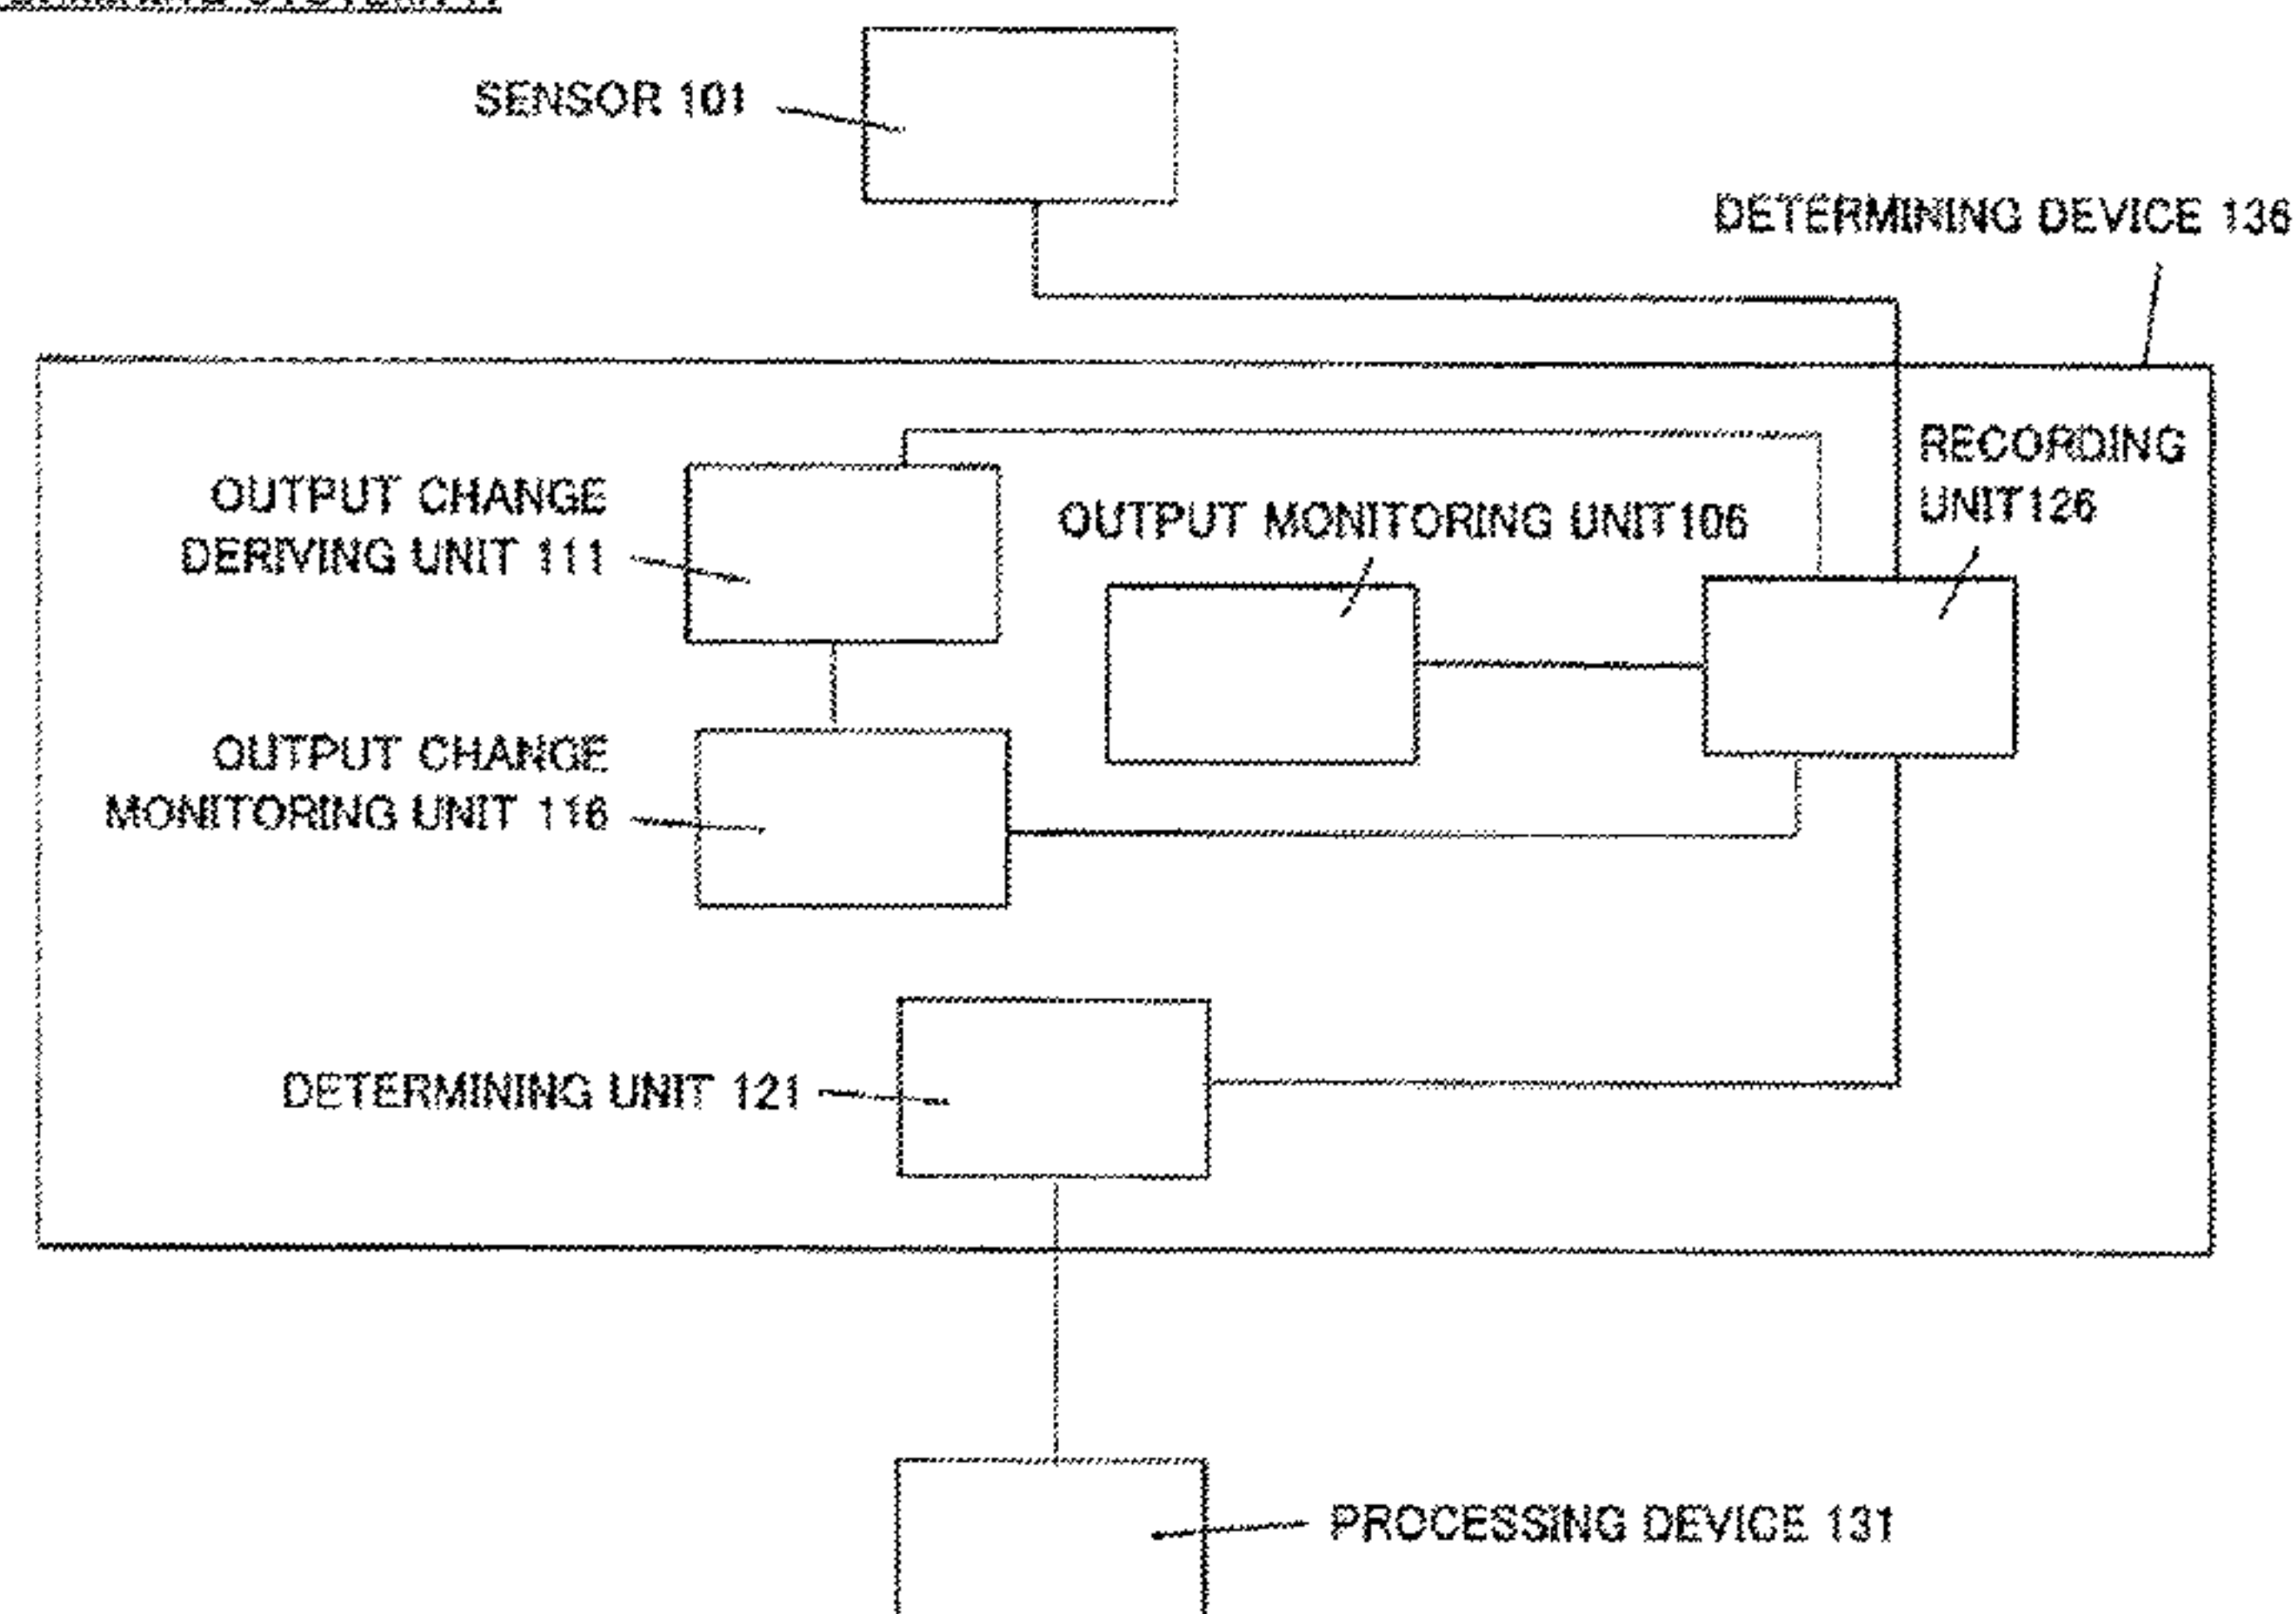 SENSOR 101
DETERMINING DEVICE 136
RECORDING
UNIT126
OUTPUT CHANGE
DERIVING UNIT 111
OUTPUT MONITORING UNIT106
OUTPUT CHANGE
MONITORING UNIT 116
DETERMINING UNIT 121
PROCESSING DEVICE 131